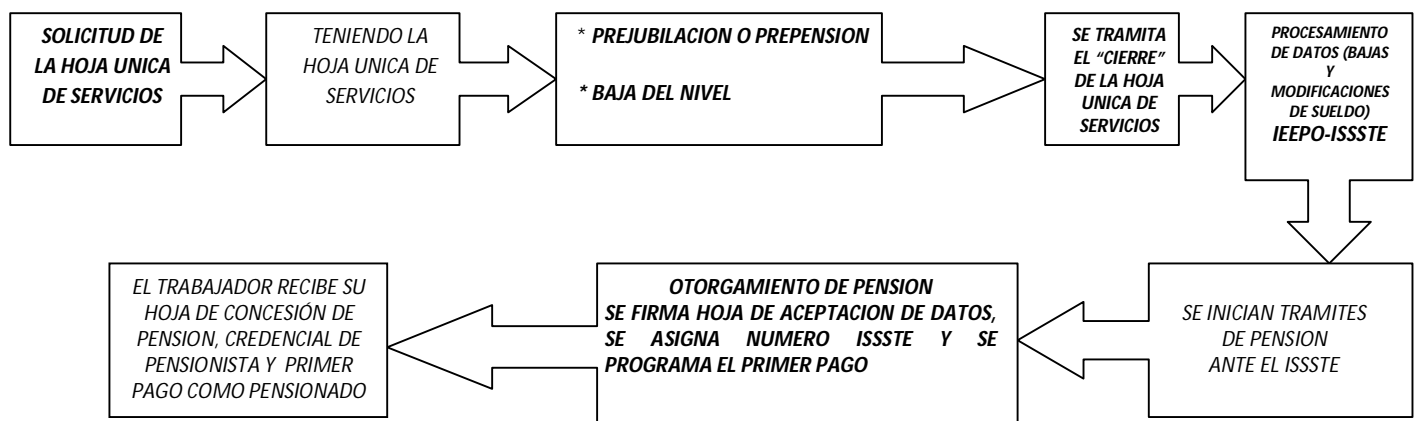 SOLICITUD DE
LA HOJA UNICA
DE SERVICIOS
TENIENDO LA
HOJA UNICA DE
SERVICIOS
* PREJUBILACION O PREPENSION
* BAJA DEL NIVEL
SE TRAMITA
EL “CIERRE”
DE LA HOJA
UNICA DE
SERVICIOS
PROCESAMIENTO
DE DATOS (BAJAS
Y
MODIFICACIONES
DE SUELDO)
IEEPO-ISSSTE
SE INICIAN TRAMITES
DE PENSION
ANTE EL ISSSTE
OTORGAMIENTO DE PENSION
SE FIRMA HOJA DE ACEPTACION DE DATOS,
SE ASIGNA NUMERO ISSSTE Y SE
PROGRAMA EL PRIMER PAGO
EL TRABAJADOR RECIBE SU
HOJA DE CONCESIÓN DE
PENSION, CREDENCIAL DE
PENSIONISTA Y PRIMER
PAGO COMO PENSIONADO